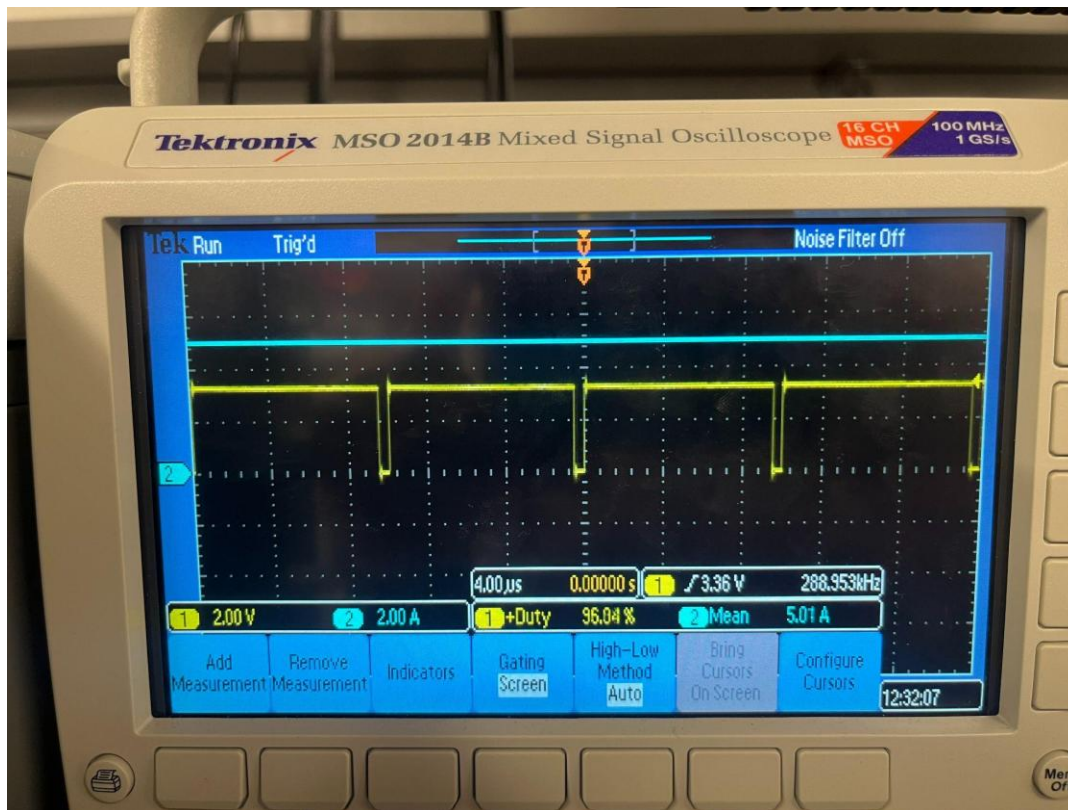 Tektronix MSO 2014B Mixed Signal Oscilloscope 16 CH MSO 100 MHz 1 GS/s
Tek Run Trig'd Noise Filter Off
T
T
2
4.00μs 0.00000 s 1 3.36 V 288.953kHz
1 2.00 V 2 2.00 A 1 +Duty 96.04 % 2 Mean 5.01 A
Add Measurement
Remove Measurement
Indicators
Gating Screen
High-Low Method Auto
Bring Cursors On Screen
Configure Cursors
12:32:07